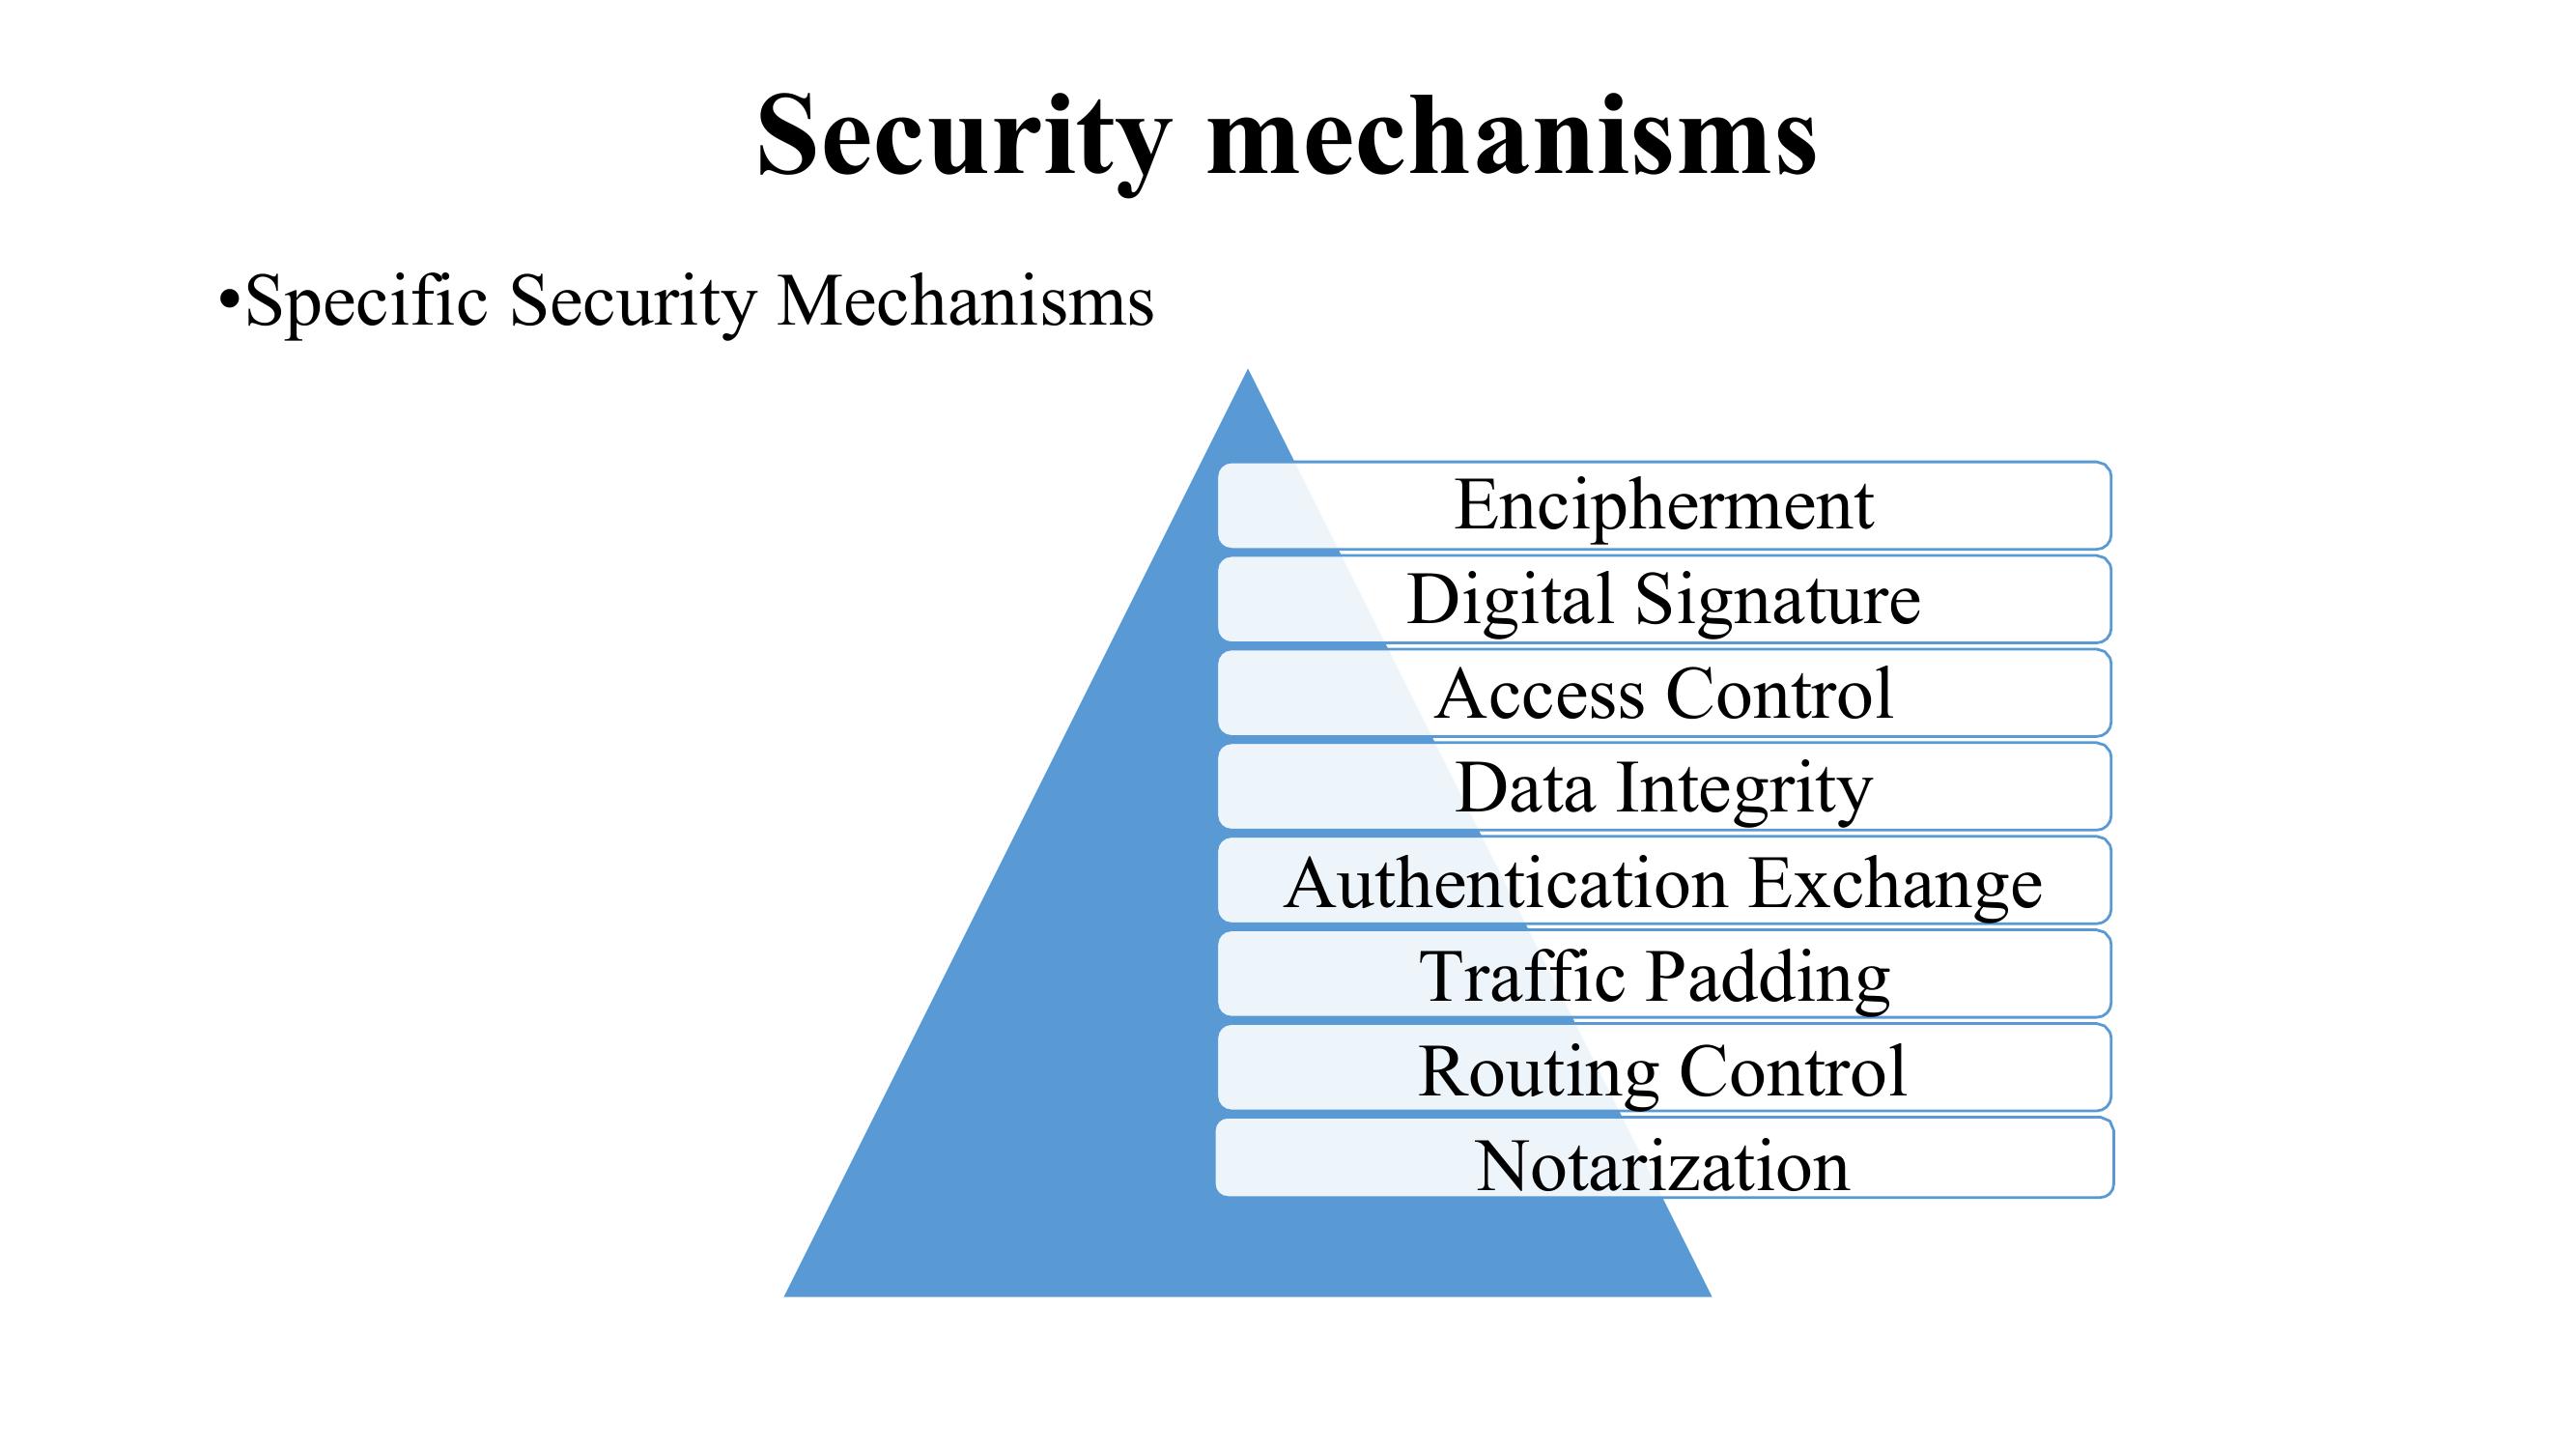 Security mechanisms
•Specific Security Mechanisms
Encipherment
Digital Signature
Access Control
Data Integrity
Authentication Exchange
Traffic Padding
Routing Control
Notarization